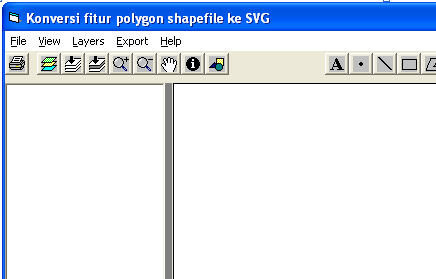 Konversi fitur polygon shapefile ke SVG
File View Layers Export Help
A